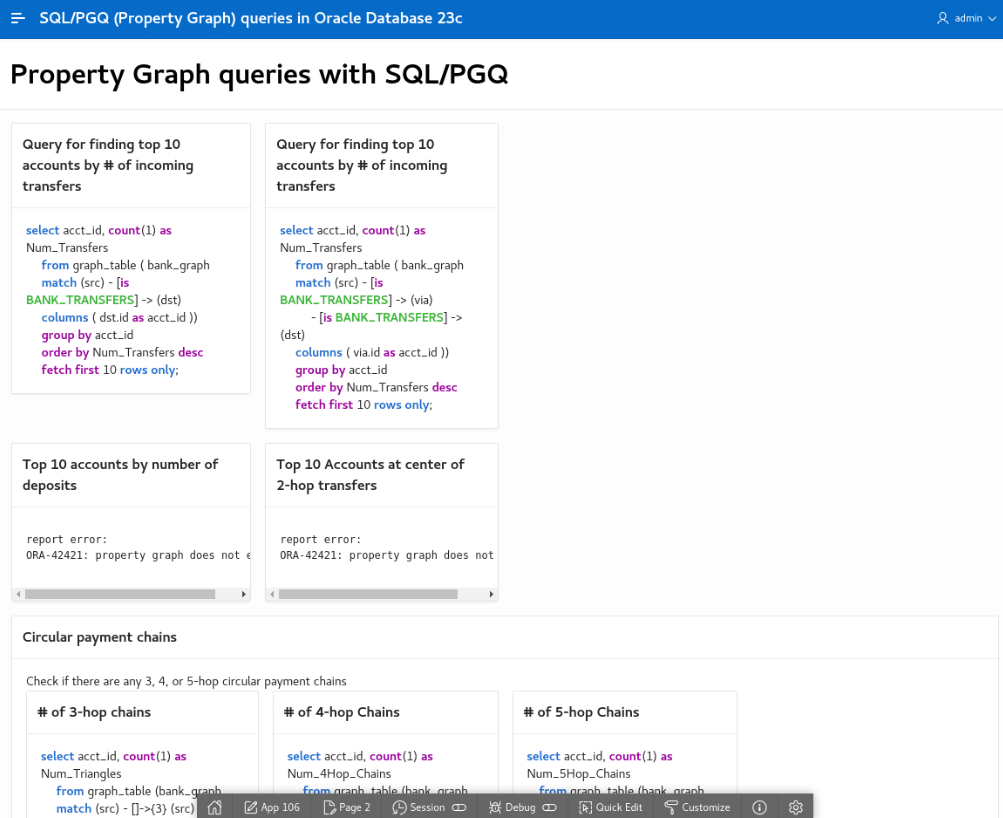 SQL/PGQ (Property Graph) queries in Oracle Database 23c
admin
Property Graph queries with SQL/PGQ
Query for finding top 10
accounts by # of incoming
transfers
select acct_id, count(1) as
Num_Transfers
from graph_table ( bank_graph
match (src) - [is
BANK_TRANSFERS] -> (dst)
columns ( dst.id as acct_id ))
group by acct_id
order by Num_Transfers desc
fetch first 10 rows only;
Query for finding top 10
accounts by # of incoming
transfers
select acct_id, count(1) as
Num_Transfers
from graph_table ( bank_graph
match (src) - [is
BANK_TRANSFERS] -> (via)
- [is BANK_TRANSFERS] ->
(dst)
columns ( via.id as acct_id ))
group by acct_id
order by Num_Transfers desc
fetch first 10 rows only;
Top 10 accounts by number of
deposits
report error:
ORA-42421: property graph does not
Top 10 Accounts at center of
2-hop transfers
report error:
ORA-42421: property graph does not
Circular payment chains
Check if there are any 3, 4, or 5-hop circular payment chains
# of 3-hop chains
select acct_id, count(1) as
Num_Triangles
from graph_table (bank_graph
match (src) - []->{3} (src)
# of 4-hop Chains
select acct_id, count(1) as
Num_4Hop_Chains
from graph_table (bank_graph
# of 5-hop Chains
select acct_id, count(1) as
Num_5Hop_Chains
from graph_table (bank_graph
App 106
Page 2
Session
Debug
Quick Edit
Customize